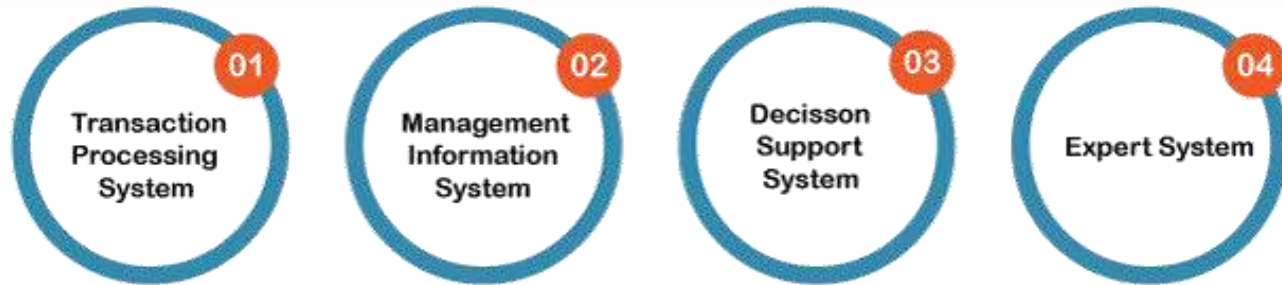 01
Transaction
Processing
System
02
Management
Information
System
03
Decisson
Support
System
04
Expert System